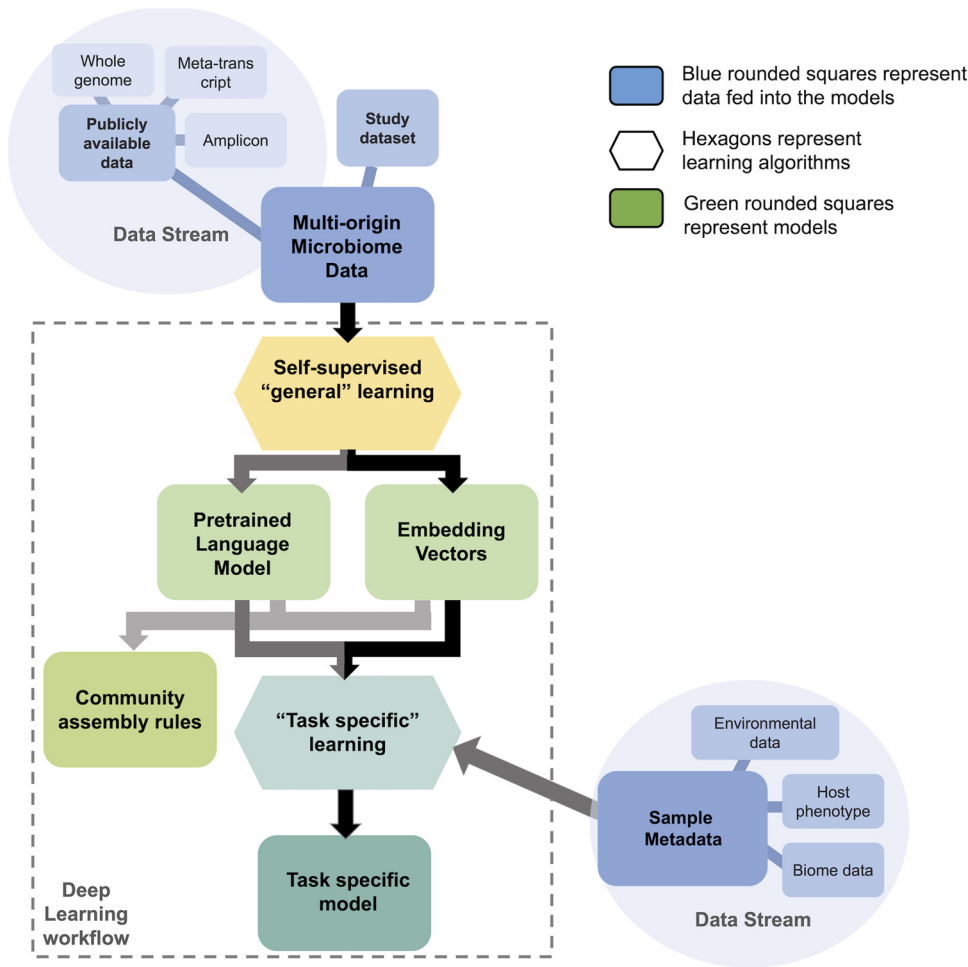 Whole
genome
Meta-trans
cript
Publicly
available
data
Amplicon
Study
dataset
Data Stream
Multi-origin
Microbiome
Data
Blue rounded squares represent
data fed into the models
Hexagons represent
learning algorithms
Green rounded squares
represent models
Self-supervised
“general” learning
Pretrained
Language
Model
Embedding
Vectors
Community
assembly rules
“Task specific”
learning
Task specific
model
Deep
Learning
workflow
Environmental
data
Sample
Metadata
Host
phenotype
Biome data
Data Stream